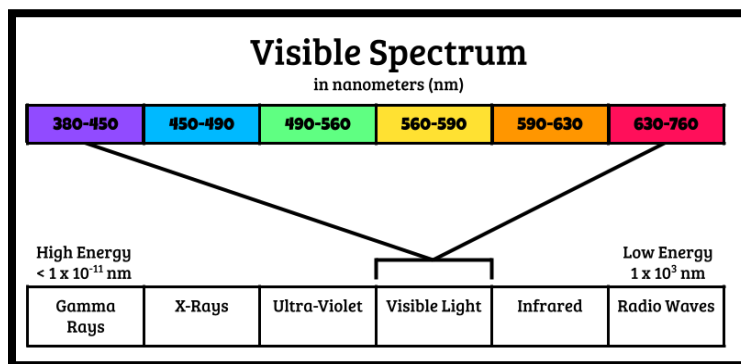 Visible Spectrum
in nanometers (nm)
380-450 450-490 490-560 560-590 590-630 630-760
High Energy
< 1 x 10⁻¹¹ nm
Low Energy
1 x 10³ nm
Gamma
Rays
X-Rays
Ultra-Violet
Visible Light
Infrared
Radio Waves